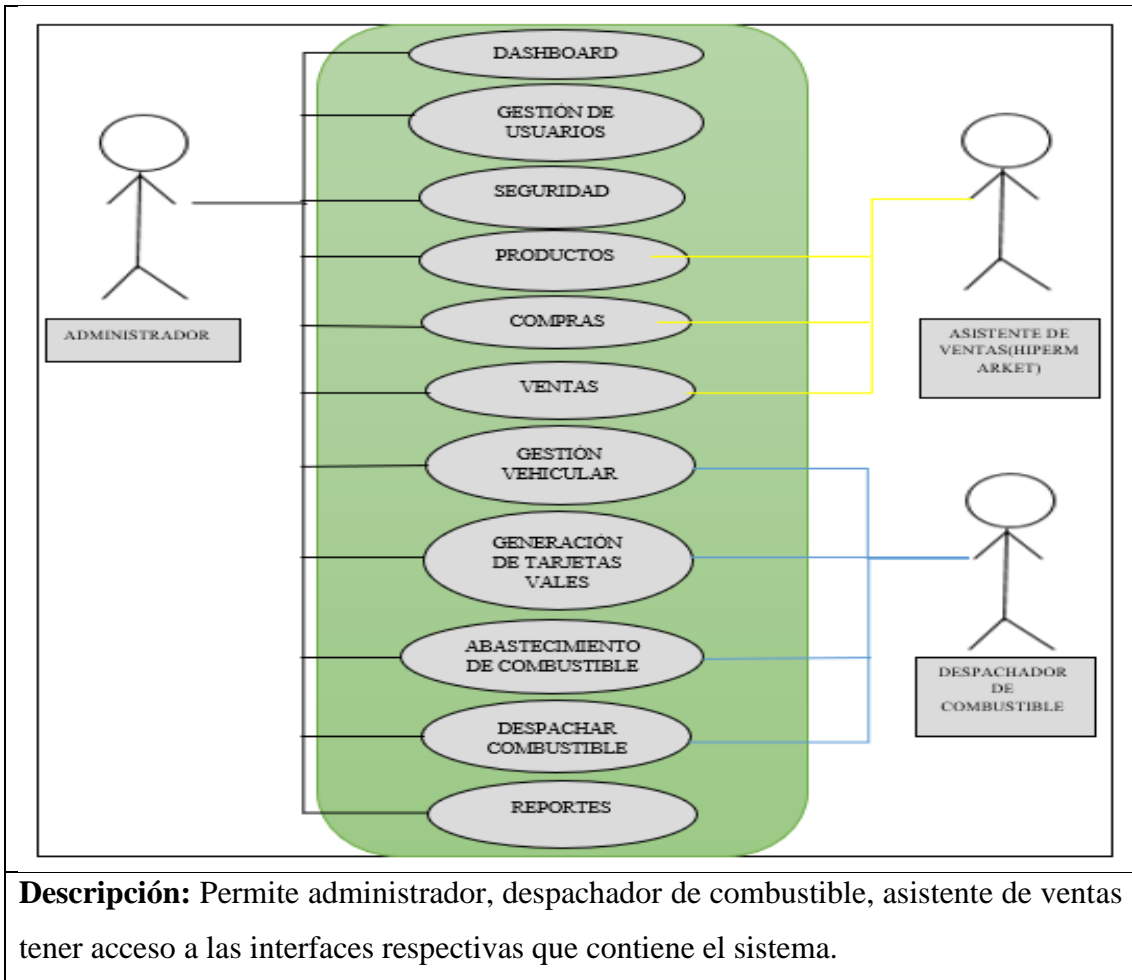 DASHBOARD
GESTIÓN DE
USUARIOS
SEGURIDAD
PRODUCTOS
COMPRAS
VENTAS
GESTIÓN
VEHICULAR
GENERACIÓN
DE TARJETAS
VALES
ABASTECIMIENTO
DE COMBUSTIBLE
DESPACHAR
COMBUSTIBLE
REPORTES
ADMINISTRADOR
ASISTENTE DE
VENTAS(HIPERM
ARKET)
DESPACHADOR
DE
COMBUSTIBLE
Descripción: Permite administrador, despachador de combustible, asistente de ventas
tener acceso a las interfaces respectivas que contiene el sistema.